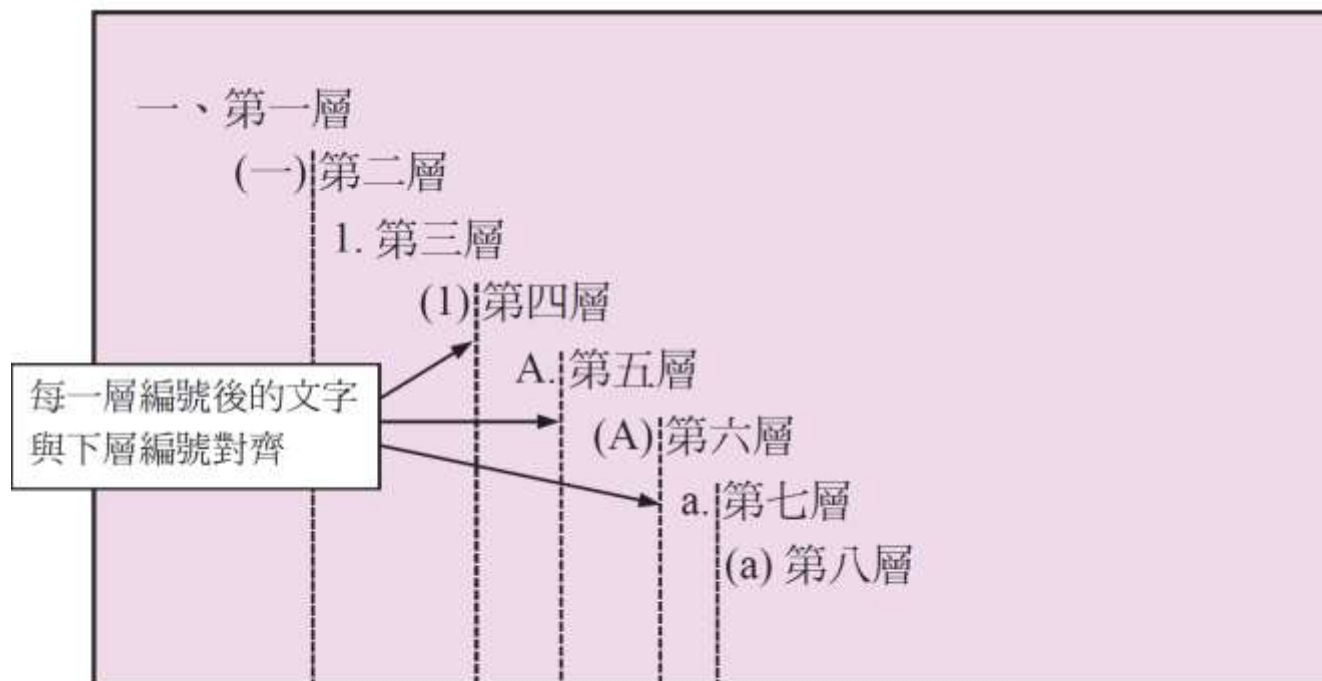 一、第一層
(一)第二層
1. 第三層
(1)第四層
A.第五層
(A)第六層
a.第七層
(a) 第八層
每一層編號後的文字
與下層編號對齊